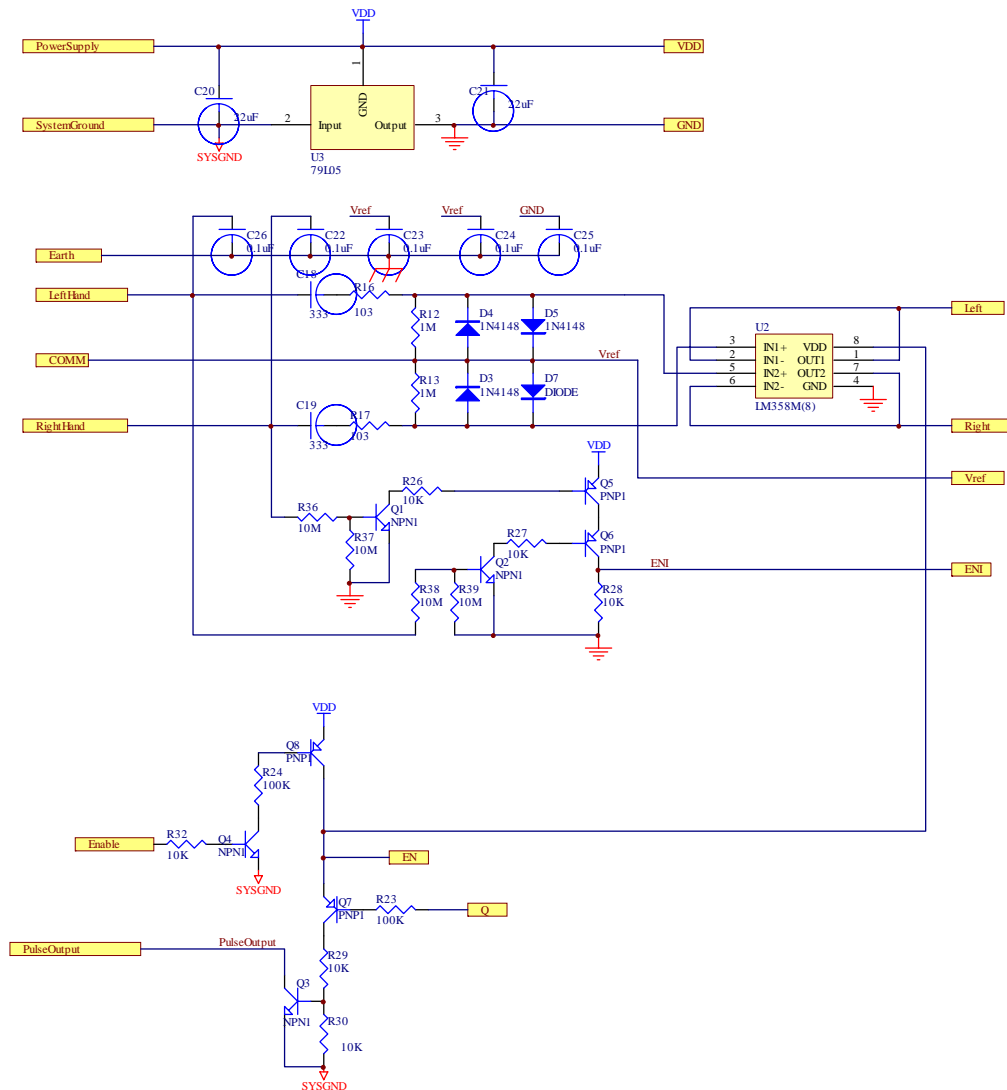 VDD
PowerSupply
VDD
C20
22uF
1
GND
C21
22uF
SystemGround
2
Input
Output
3
GND
SYSGND
U3
79L05
Vref
Vref
GND
C26
0.1uF
C22
0.1uF
C23
0.1uF
C24
0.1uF
C25
0.1uF
Earth
C18
333
R16
103
LeftHand
Left
R12
1M
D4
1N4148
D5
1N4148
U2
3
IN1+
VDD
8
2
IN1-
OUT1
1
5
IN2+
OUT2
7
6
IN2-
GND
4
LM358M(8)
COMM
Vref
R13
1M
D3
1N4148
D7
DIODE
C19
333
R17
103
RightHand
Right
VDD
R26
10K
Q5
PNP1
Vref
R36
10M
Q1
NPN1
R37
10M
R27
10K
Q6
PNP1
Q2
NPN1
ENI
ENI
R38
10M
R39
10M
R28
10K
VDD
Q8
PNP1
R24
100K
Enable
R32
10K
Q4
NPN1
EN
SYSGND
Q7
PNP1
R23
100K
Q
PulseOutput
PulseOutput
R29
10K
Q3
NPN1
R30
10K
SYSGND